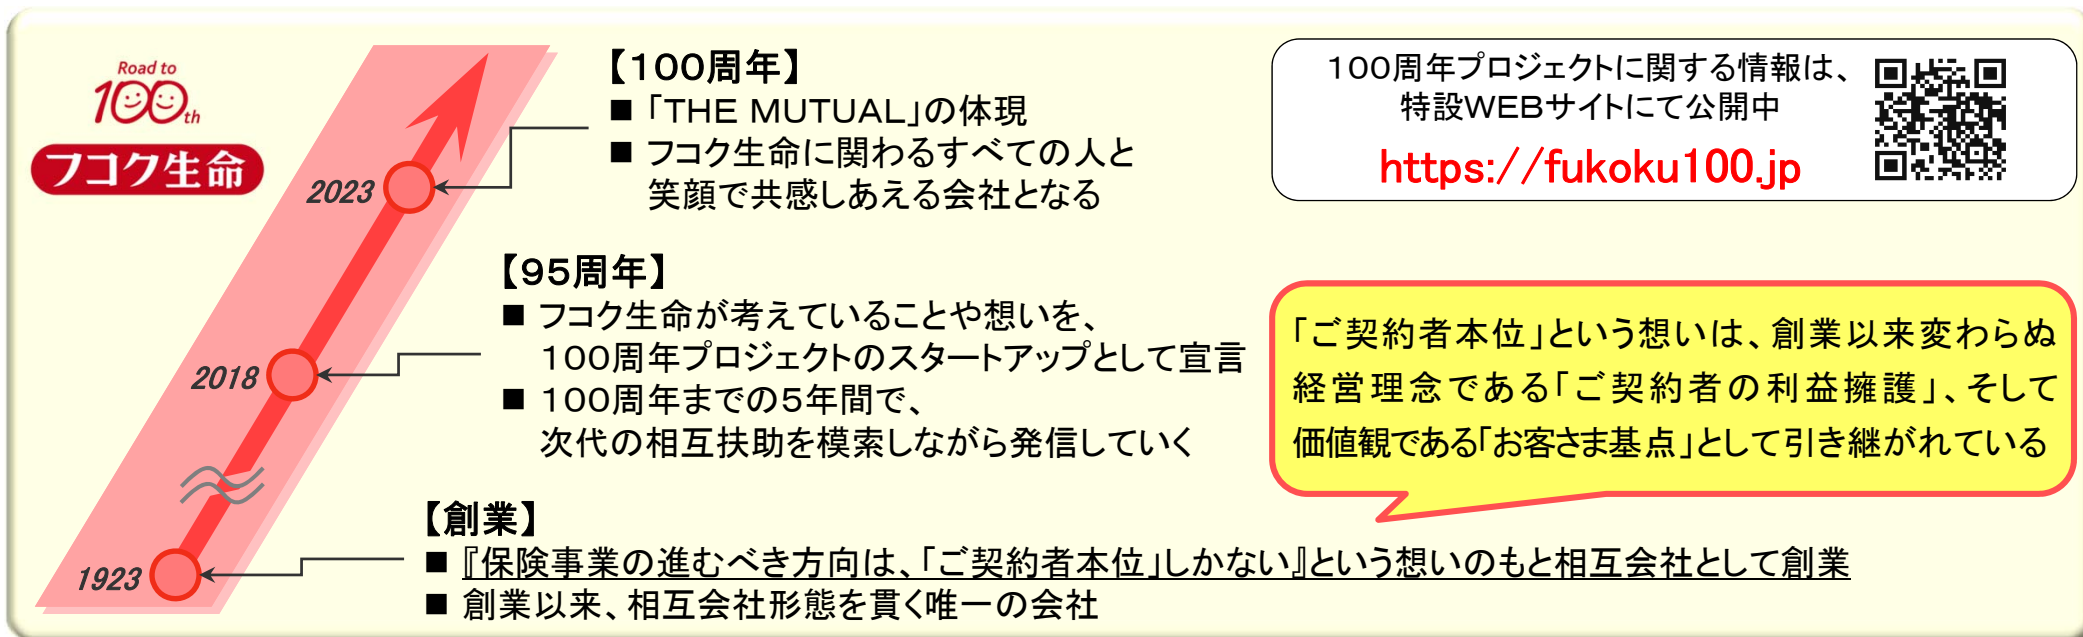 Road to
100th
フコク生命
【100周年】
■ 「THE MUTUAL」の体現
■ フコク生命に関わるすべての人と
笑顔で共感しあえる会社となる
2023
100周年プロジェクトに関する情報は、
特設WEBサイトにて公開中
https://fukoku100.jp
【95周年】
■ フコク生命が考えていることや想いを、
100周年プロジェクトのスタートアップとして宣言
■ 100周年までの5年間で、
次代の相互扶助を模索しながら発信していく
2018
「ご契約者本位」という想いは、創業以来変わらぬ
経営理念である「ご契約者の利益擁護」、そして
価値観である「お客さま基点」として引き継がれている
【創業】
■ 『保険事業の進むべき方向は、「ご契約者本位」しかない』という想いのもと相互会社として創業
■ 創業以来、相互会社形態を貫く唯一の会社
1923